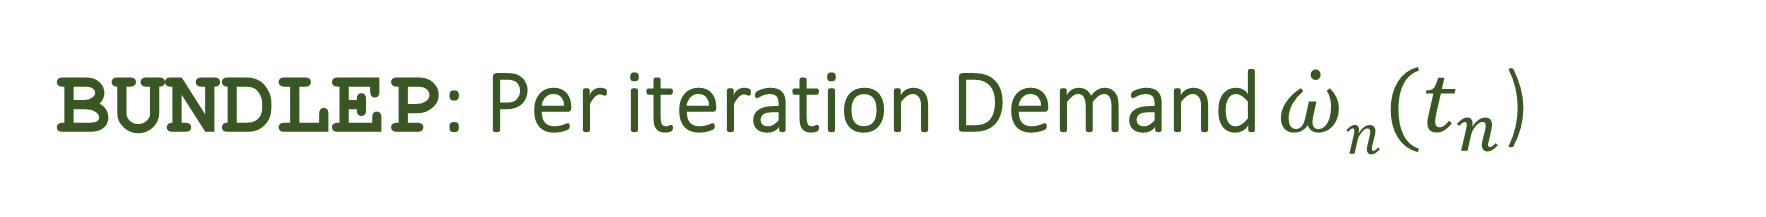 BUNDLEP: Per iteration Demand ω̇ₙ(tₙ)